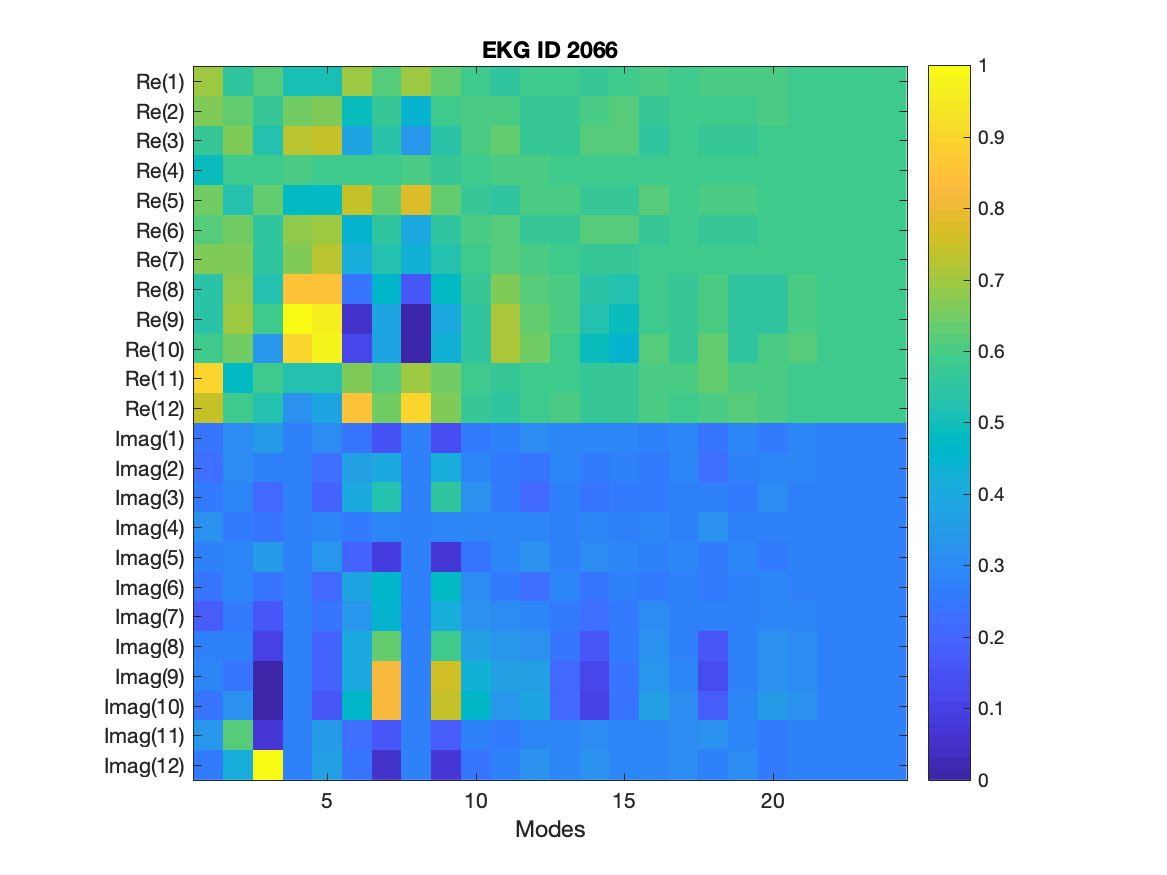 EKG ID 2066
Re(1)
Re(2)
Re(3)
Re(4)
Re(5)
Re(6)
Re(7)
Re(8)
Re(9)
Re(10)
Re(11)
Re(12)
Imag(1)
Imag(2)
Imag(3)
Imag(4)
Imag(5)
Imag(6)
Imag(7)
Imag(8)
Imag(9)
Imag(10)
Imag(11)
Imag(12)
5 10 15 20
Modes
1
0.9
0.8
0.7
0.6
0.5
0.4
0.3
0.2
0.1
0